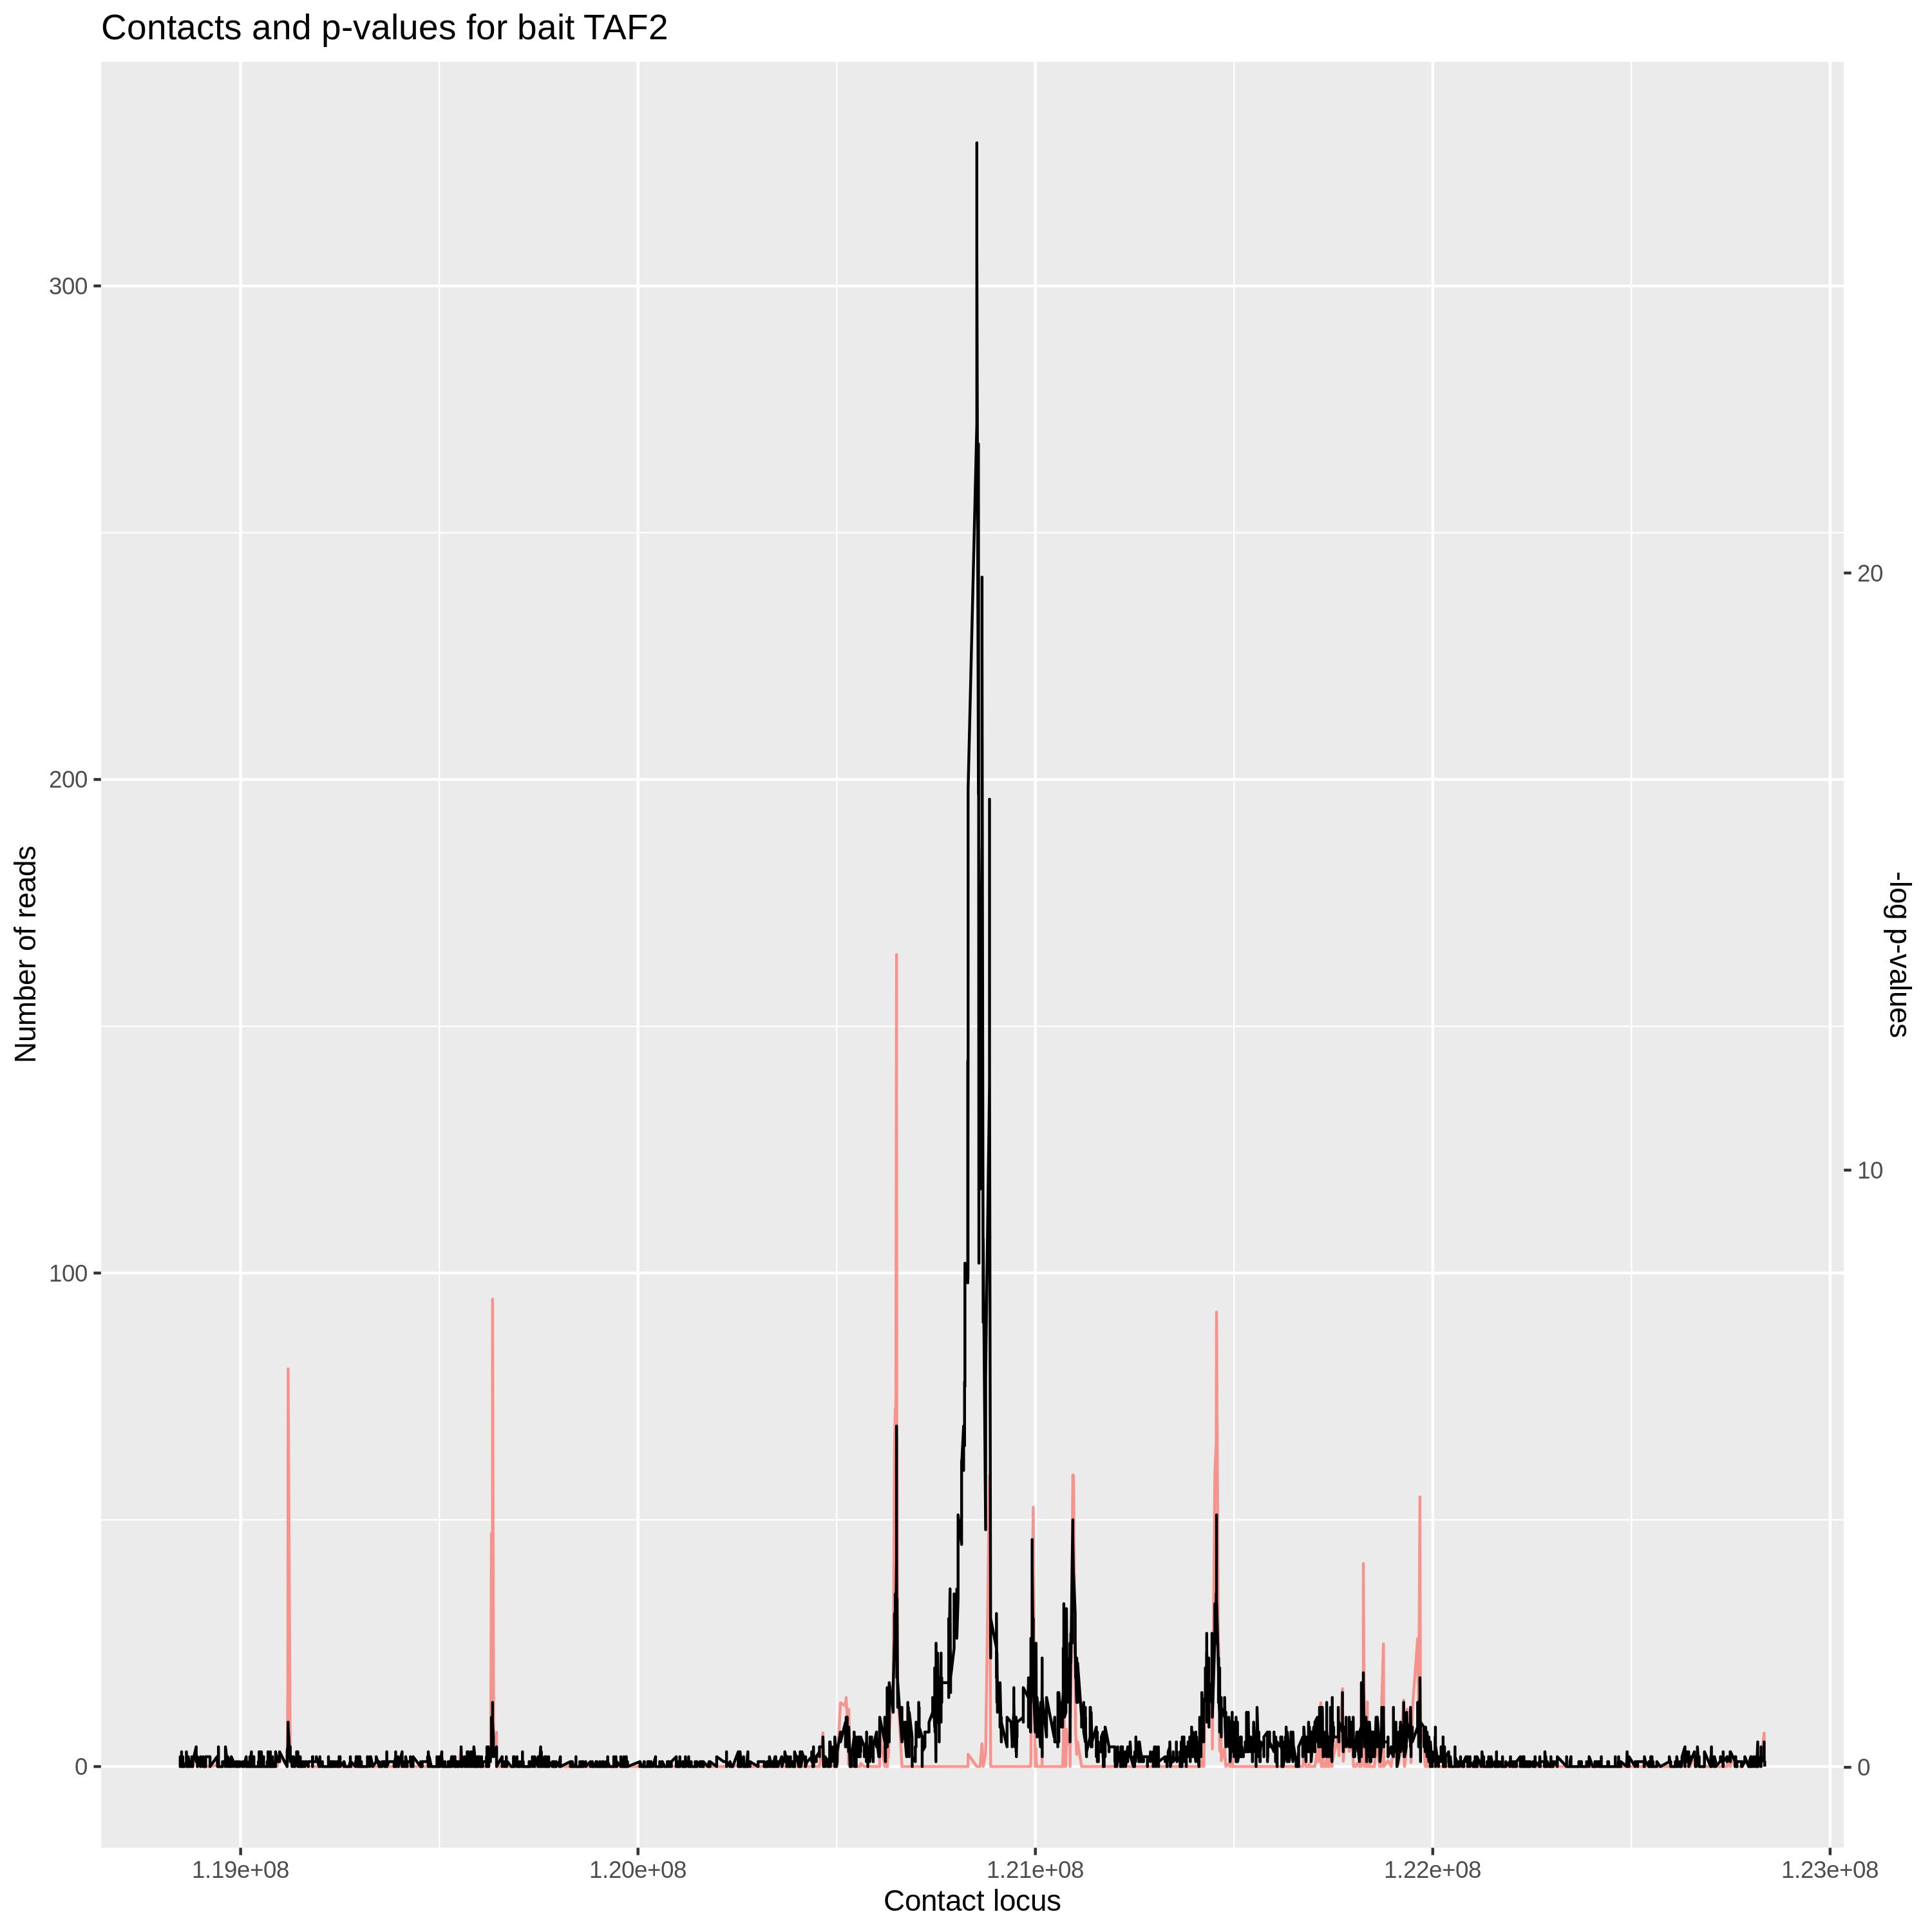 Contacts and p-values for bait TAF2
Number of reads
300
200
100
0
20
10
0
-log p-values
1.19e+08
1.20e+08
1.21e+08
1.22e+08
1.23e+08
Contact locus